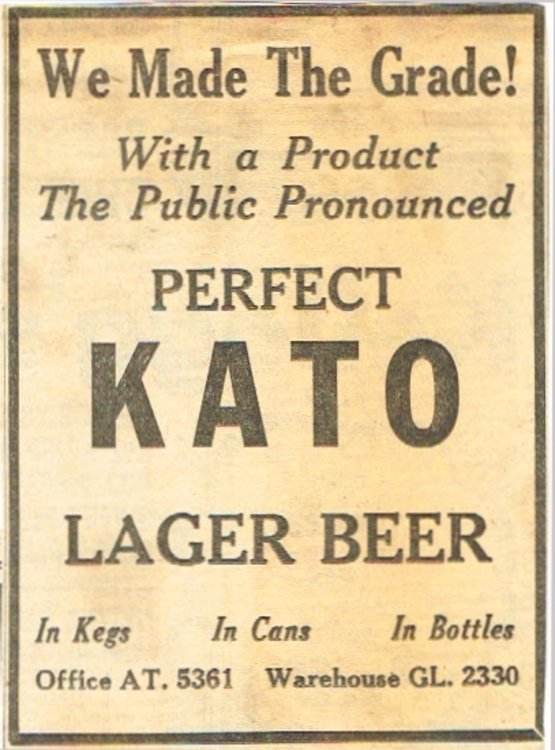 We Made The Grade!
With a Product
The Public Pronounced
PERFECT
KATO
LAGER BEER
In Kegs In Cans In Bottles
Office AT. 5361 Warehouse GL. 2330